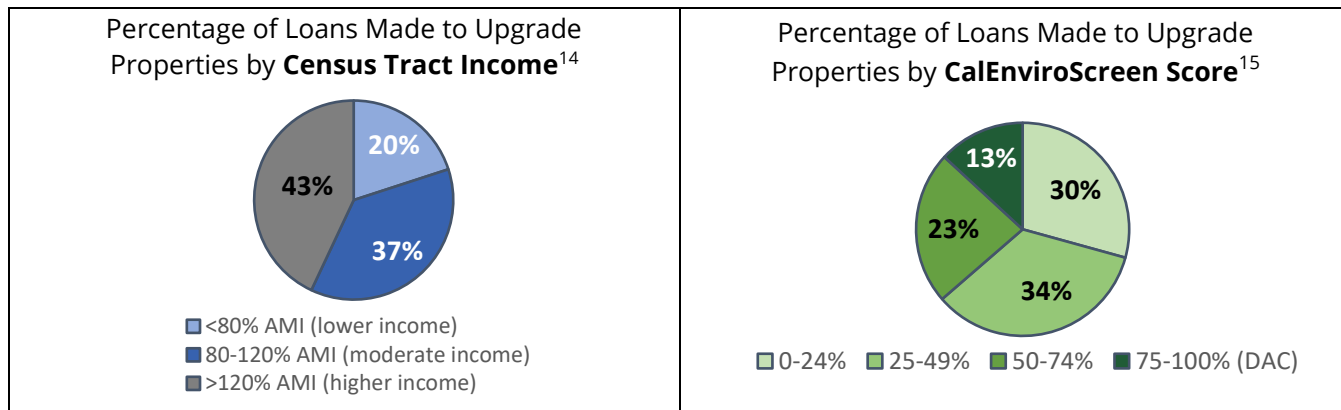 Percentage of Loans Made to Upgrade
Properties by Census Tract Income14
20%
43%
37%
<80% AMI (lower income)
80-120% AMI (moderate income)
>120% AMI (higher income)
Percentage of Loans Made to Upgrade
Properties by CalEnviroScreen Score15
13%
30%
23%
34%
0-24% 25-49% 50-74% 75-100% (DAC)